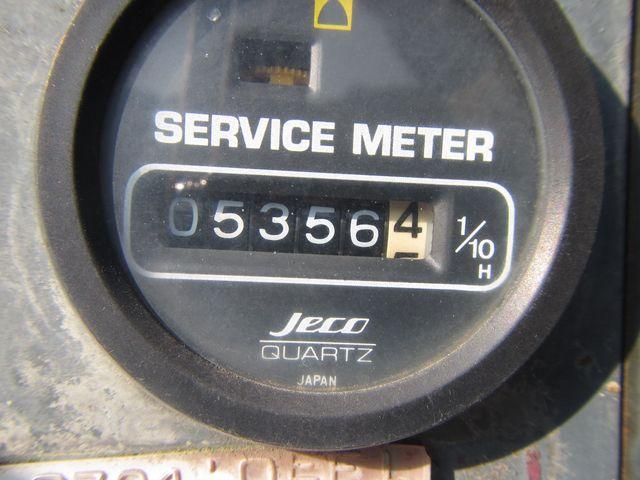 SERVICE METER
053564 1/10 H
Jeco
QUARTZ
JAPAN